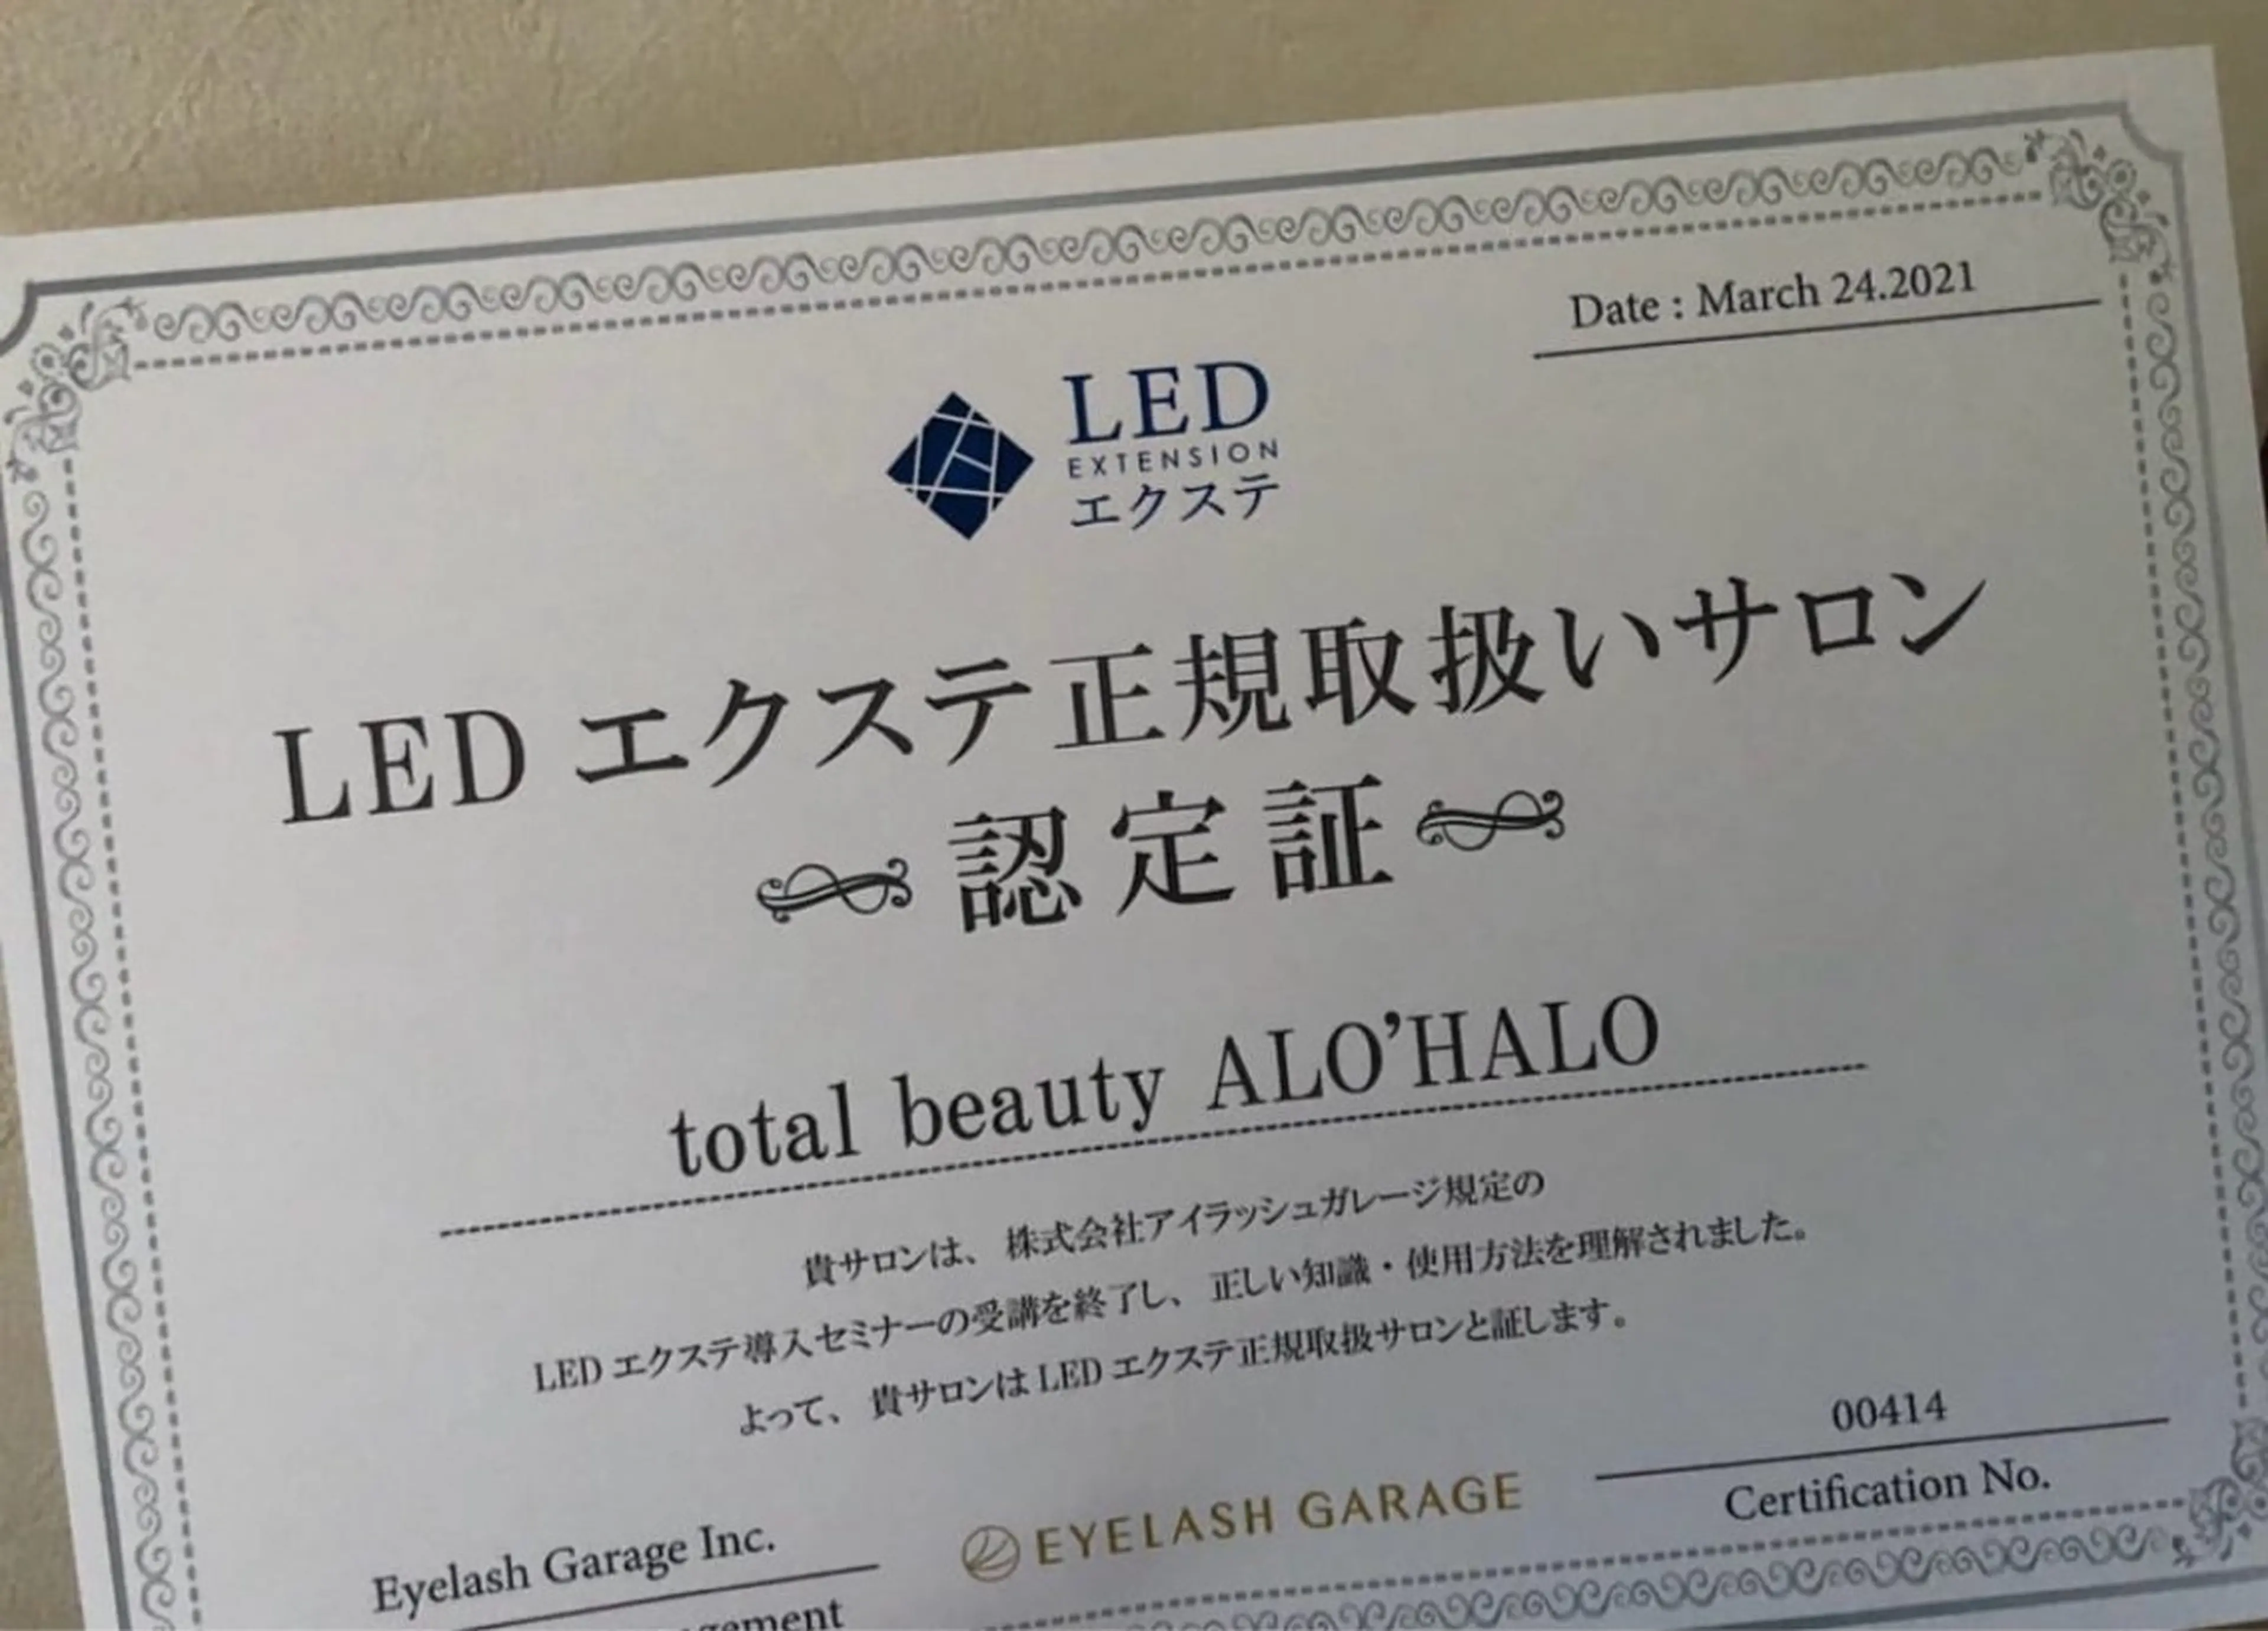 Date : March 24.2021
LED
EXTENSION
エクステ
LED エクステ正規取扱いサロン
認定証
total beauty ALO'HALO
貴サロンは、株式会社アイラッシュガレージ規定の
LED エクステ導入セミナーの受講を終了し、正しい知識・使用方法を理解されました。
よって、貴サロンは LED エクステ正規取扱サロンと証します。
00414
Certification No.
EYELASH GARAGE
Eyelash Garage Inc.